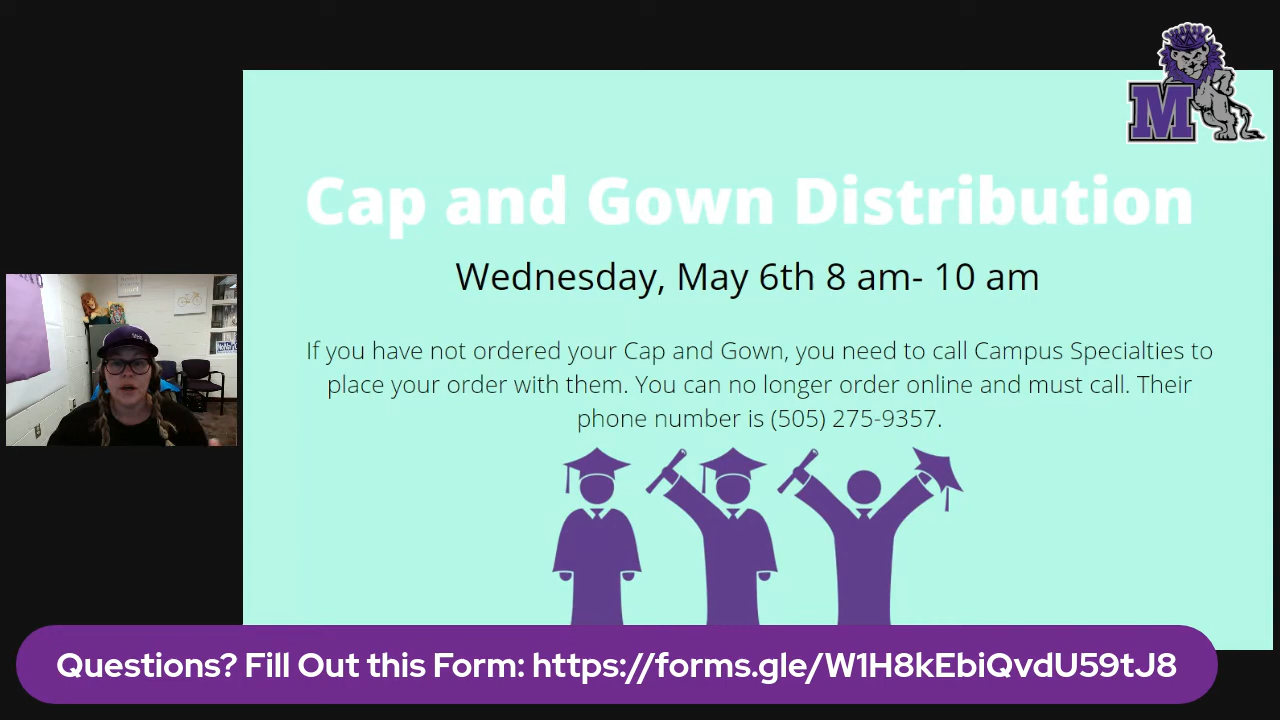 M
Cap and Gown Distribution
Wednesday, May 6th 8 am- 10 am
If you have not ordered your Cap and Gown, you need to call Campus Specialties to
place your order with them. You can no longer order online and must call. Their
phone number is (505) 275-9357.
Questions? Fill Out this Form: https://forms.gle/W1H8kEbiQvdU59tJ8